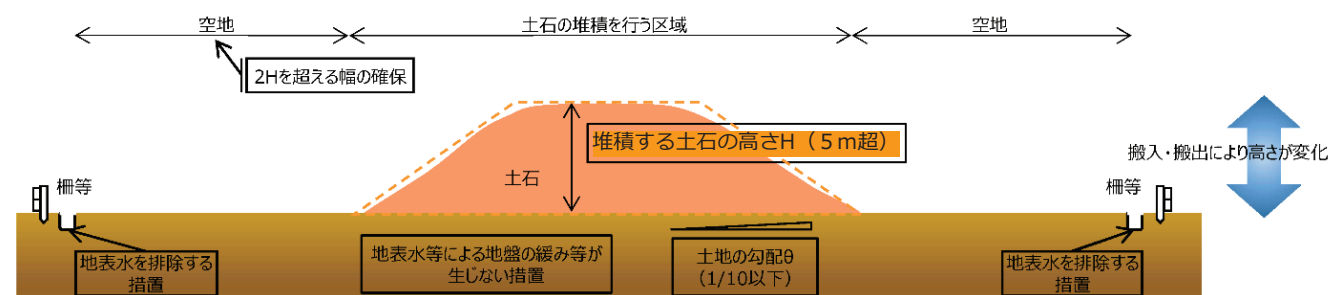 空地
土石の堆積を行う区域
空地
2Hを超える幅の確保
堆積する土石の高さH（５ｍ超）
搬入・搬出により高さが変化
土石
柵等
柵等
地表水を排除する
措置
地表水等による地盤の緩み等が
生じない措置
土地の勾配θ
（1/10以下）
地表水を排除する
措置